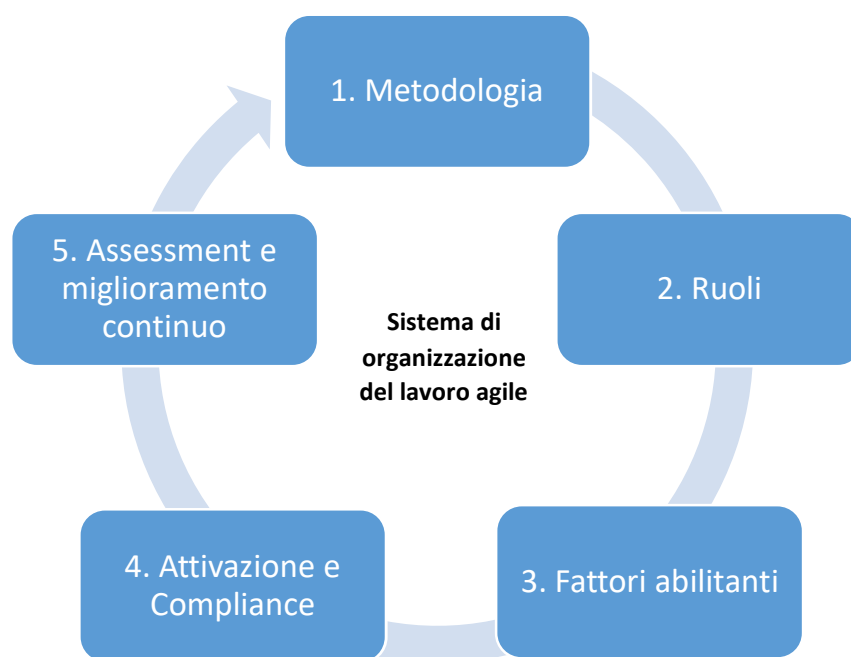 1. Metodologia
2. Ruoli
3. Fattori abilitanti
4. Attivazione e
Compliance
5. Assessment e
miglioramento
continuo
Sistema di
organizzazione
del lavoro agile